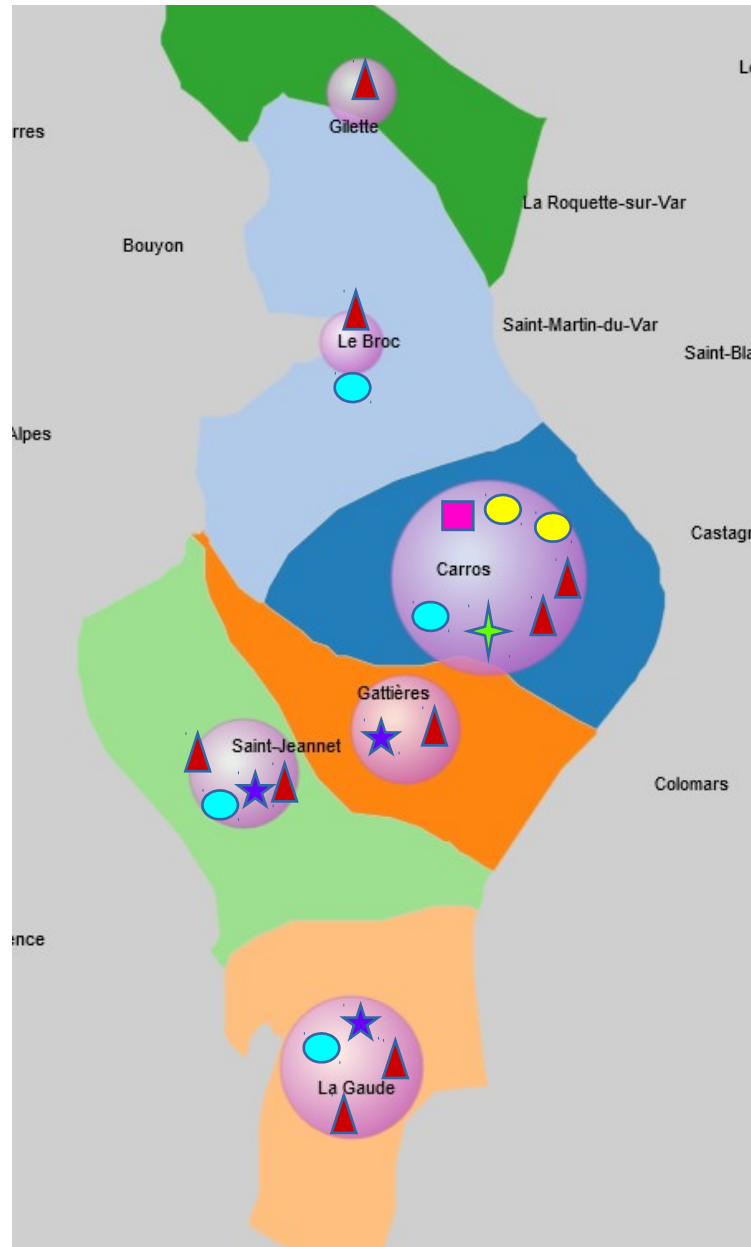 Gilette
La Roquette-sur-Var
Bouyon
Saint-Martin-du-Var
Le Broc
Carros
Gattières
Saint-Jeannet
Colomars
La Gaude